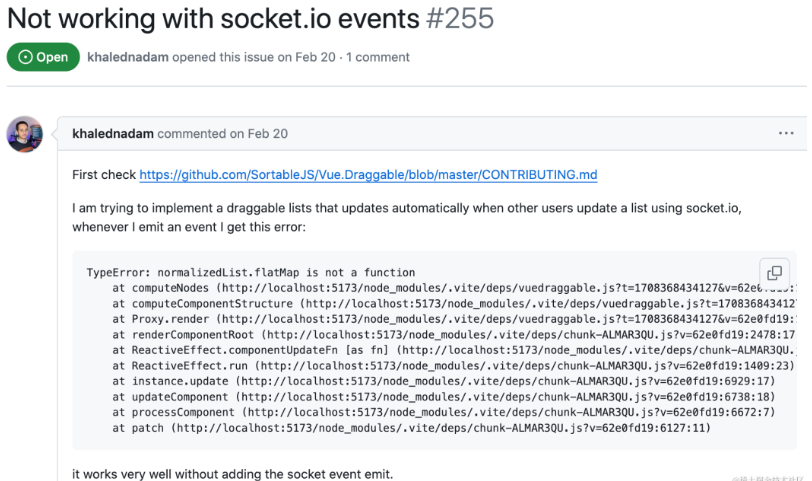 Not working with socket.io events #255
Open khalednadam opened this issue on Feb 20 · 1 comment
khalednadam commented on Feb 20
First check https://github.com/SortableJS/Vue.Draggable/blob/master/CONTRIBUTING.md
I am trying to implement a draggable lists that updates automatically when other users update a list using socket.io,
whenever I emit an event I get this error:
TypeError: normalizedList.flatMap is not a function
at computeNodes (http://localhost:5173/node_modules/.vite/deps/vuedraggable.js?t=1708368434127&v=62e0fd19:
at computeComponentStructure (http://localhost:5173/node_modules/.vite/deps/vuedraggable.js?t=170836843412
at Proxy.render (http://localhost:5173/node_modules/.vite/deps/vuedraggable.js?t=1708368434127&v=62e0fd19:
at renderComponentRoot (http://localhost:5173/node_modules/.vite/deps/chunk-ALMAR3QU.js?v=62e0fd19:2478:17
at ReactiveEffect.componentUpdateFn [as fn] (http://localhost:5173/node_modules/.vite/deps/chunk-ALMAR3QU.
at ReactiveEffect.run (http://localhost:5173/node_modules/.vite/deps/chunk-ALMAR3QU.js?v=62e0fd19:1409:23)
at instance.update (http://localhost:5173/node_modules/.vite/deps/chunk-ALMAR3QU.js?v=62e0fd19:6929:17)
at updateComponent (http://localhost:5173/node_modules/.vite/deps/chunk-ALMAR3QU.js?v=62e0fd19:6738:18)
at processComponent (http://localhost:5173/node_modules/.vite/deps/chunk-ALMAR3QU.js?v=62e0fd19:6672:7)
at patch (http://localhost:5173/node_modules/.vite/deps/chunk-ALMAR3QU.js?v=62e0fd19:6127:11)
it works very well without adding the socket event emit.